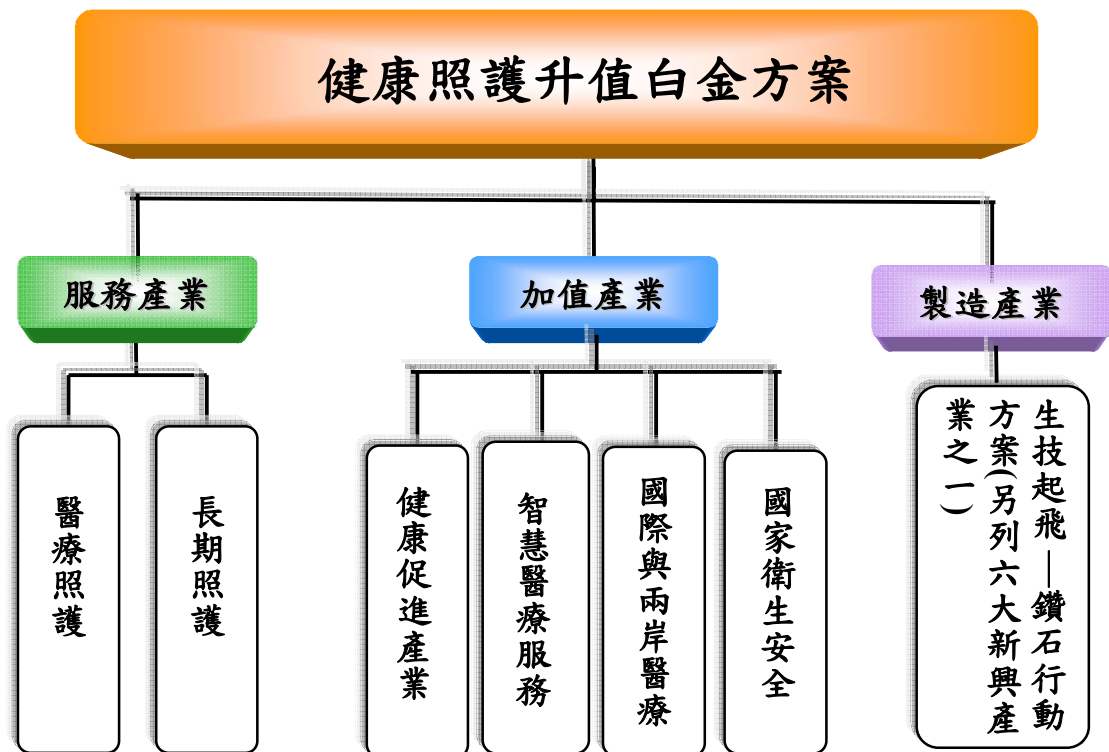 健康照護升值白金方案
服務產業
加值產業
製造產業
醫療照護
長期照護
健康促進產業
智慧醫療服務
國際與兩岸醫療
國家衛生安全
生技起飛—鑽石行動
方案(另列六大新興產
業之一)